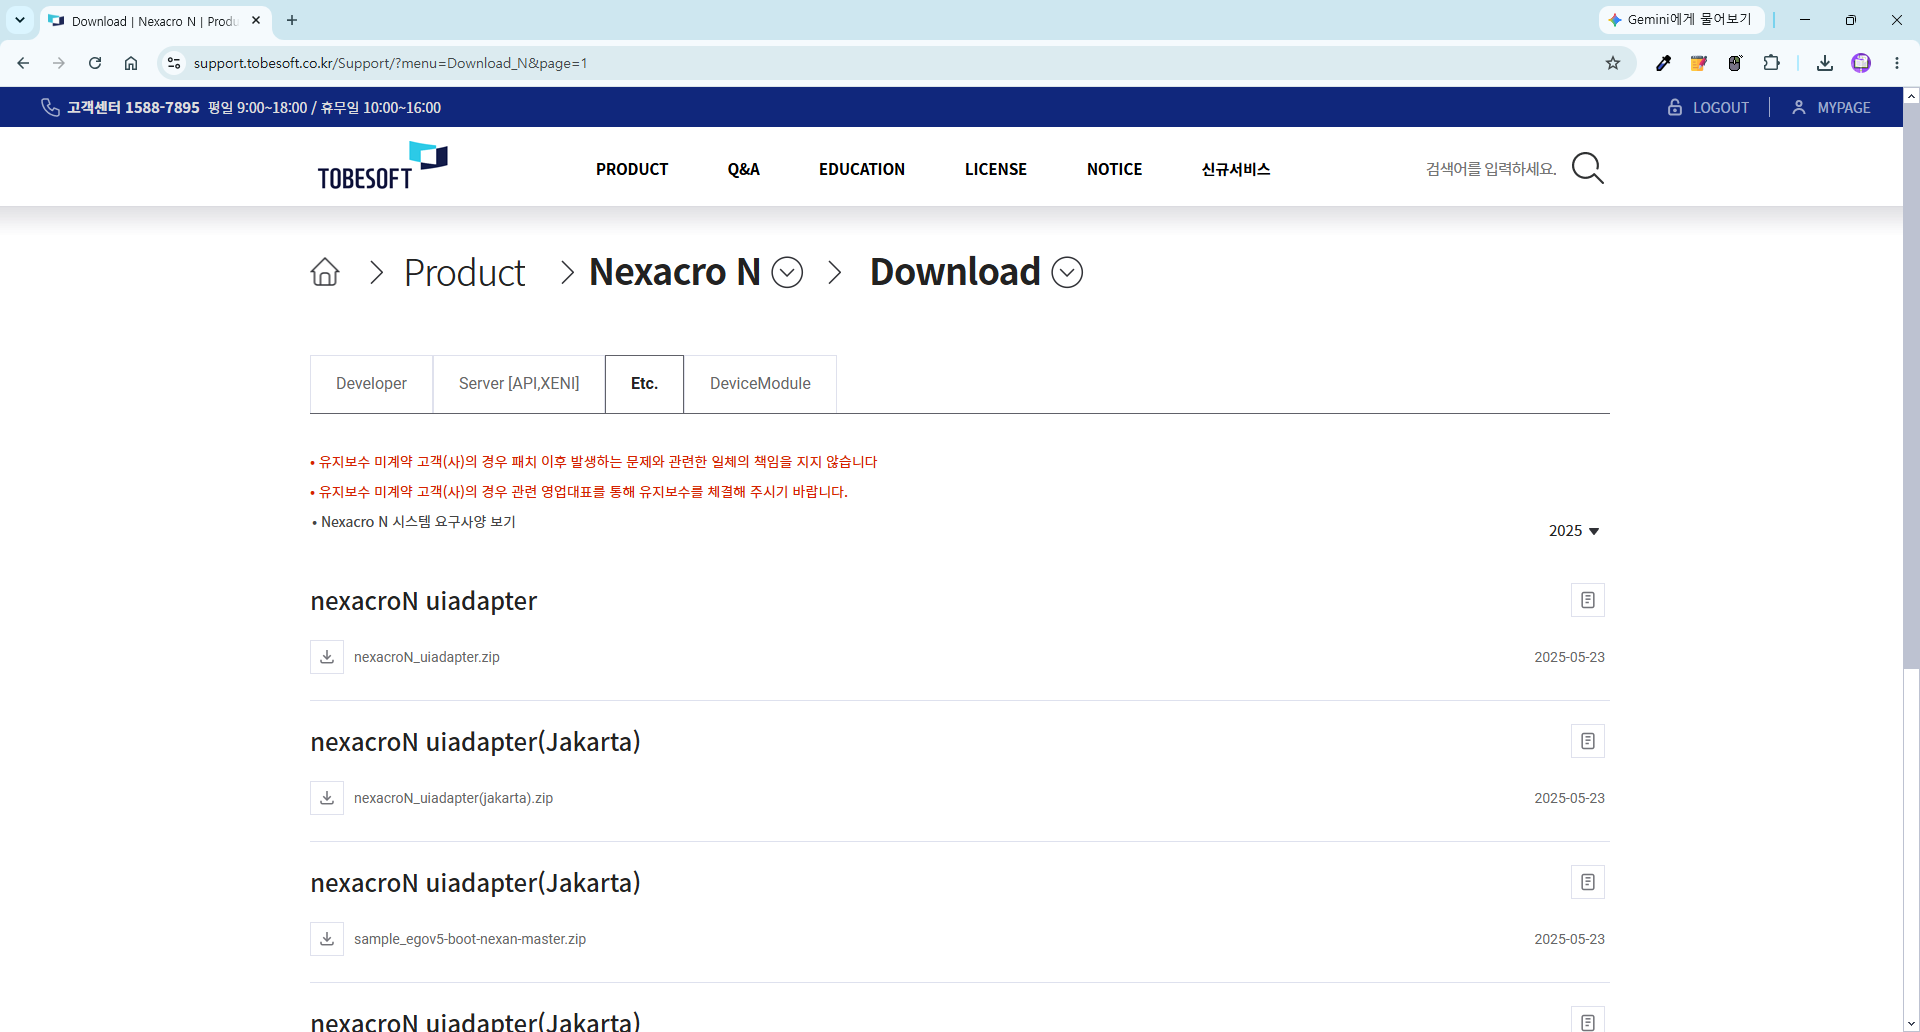 Download | Nexacro N | Produ
Gemini에게 물어보기
support.tobesoft.co.kr/Support/?menu=Download_N&page=1
고객센터 1588-7895 평일 9:00~18:00 / 휴무일 10:00~16:00
LOGOUT
MYPAGE
TOBESOFT
PRODUCT
Q&A
EDUCATION
LICENSE
NOTICE
신규서비스
검색어를 입력하세요.
Product
Nexacro N
Download
Developer
Server [API,XENI]
Etc.
DeviceModule
• 유지보수 미계약 고객(사)의 경우 패치 이후 발생하는 문제와 관련한 일체의 책임을 지지 않습니다
• 유지보수 미계약 고객(사)의 경우 관련 영업대표를 통해 유지보수를 체결해 주시기 바랍니다.
• Nexacro N 시스템 요구사양 보기
2025
nexacroN uiadapter
nexacroN_uiadapter.zip
2025-05-23
nexacroN uiadapter(Jakarta)
nexacroN_uiadapter(jakarta).zip
2025-05-23
nexacroN uiadapter(Jakarta)
sample_egov5-boot-nexan-master.zip
2025-05-23
nexacroN uiadapter(Jakarta)